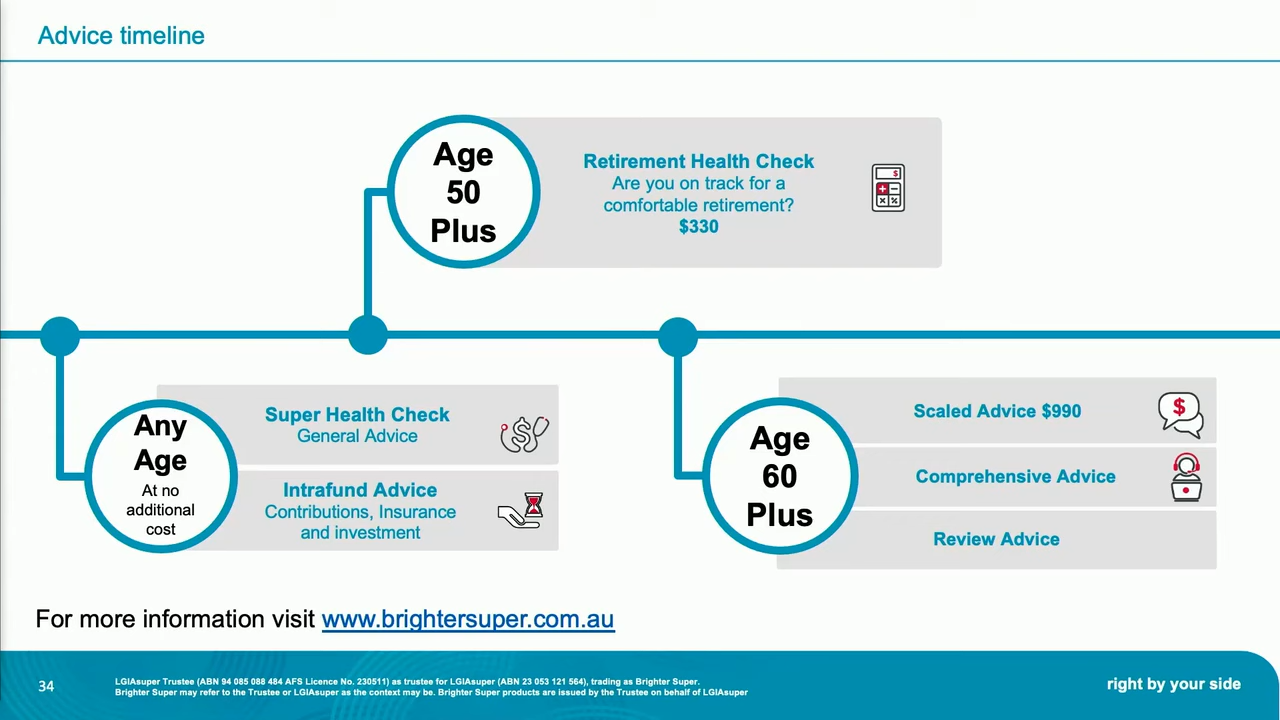 Advice timeline
Age
50
Plus
Retirement Health Check
Are you on track for a
comfortable retirement?
$330
Any
Age
At no
additional
cost
Super Health Check
General Advice
Intrafund Advice
Contributions, Insurance
and investment
Age
60
Plus
Scaled Advice $990
Comprehensive Advice
Review Advice
For more information visit www.brightersuper.com.au
34
LGIAsuper Trustee (ABN 94 085 088 484 AFS Licence No. 230511) as trustee for LGIAsuper (ABN 23 053 121 564), trading as Brighter Super.
Brighter Super may refer to the Trustee or LGIAsuper as the context may be. Brighter Super products are issued by the Trustee on behalf of LGIAsuper
right by your side